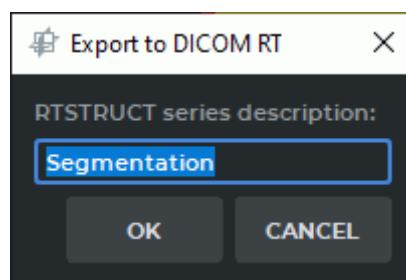 Export to DICOM RT
RTSTRUCT series description:
Segmentation
OK CANCEL